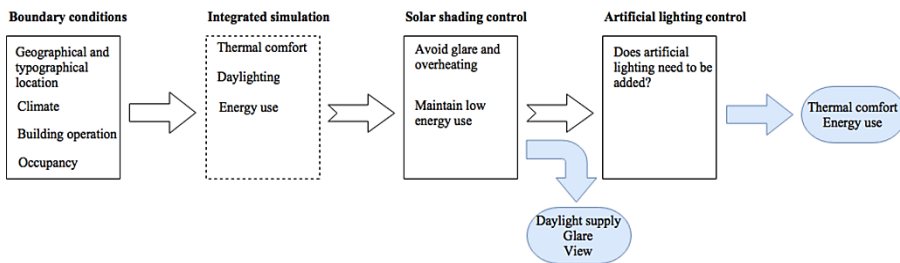 Boundary conditions
Geographical and
typographical
location
Climate
Building operation
Occupancy
Integrated simulation
Thermal comfort
Daylighting
Energy use
Solar shading control
Avoid glare and
overheating
Maintain low
energy use
Daylight supply
Glare
View
Artificial lighting control
Does artificial
lighting need to be
added?
Thermal comfort
Energy use